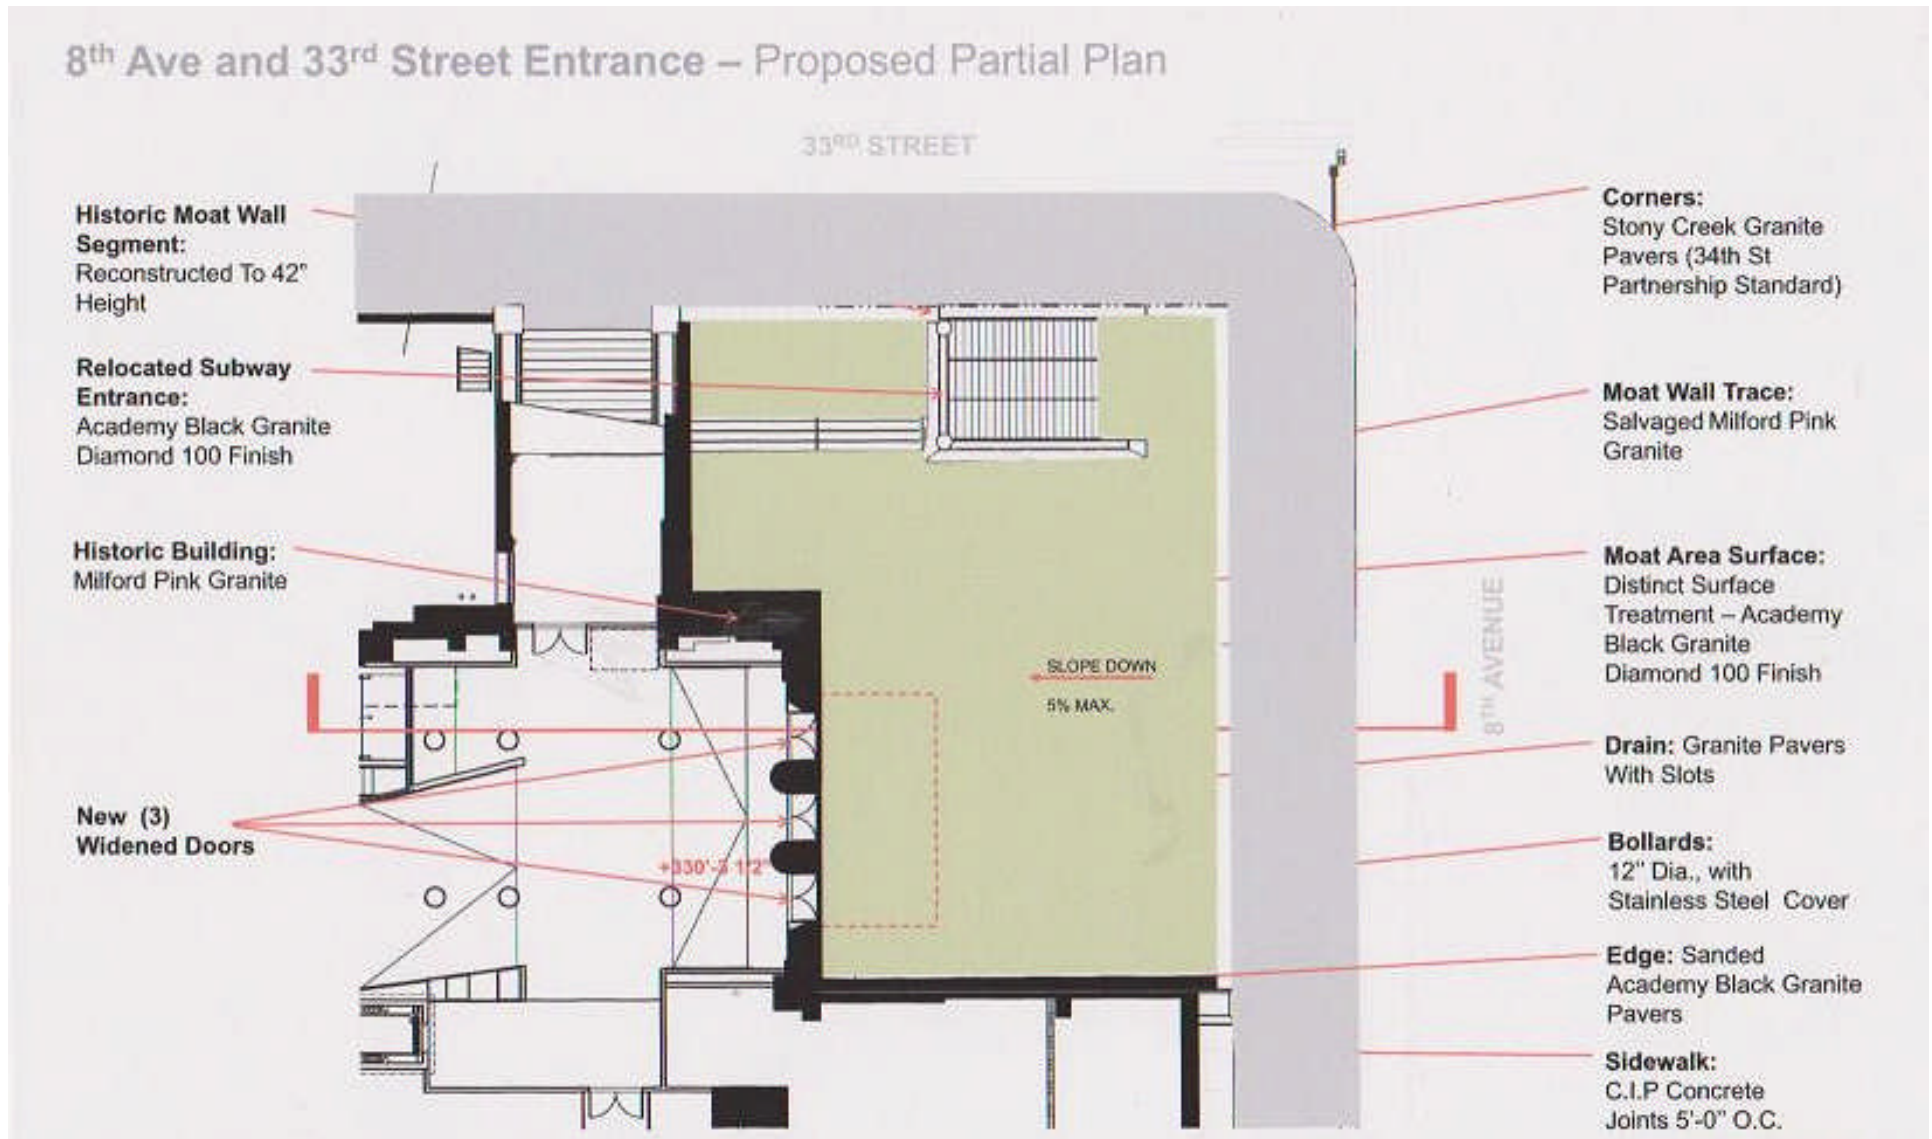 8th Ave and 33rd Street Entrance – Proposed Partial Plan
33RD STREET
Historic Moat Wall
Segment:
Reconstructed To 42"
Height
Relocated Subway
Entrance:
Academy Black Granite
Diamond 100 Finish
Historic Building:
Milford Pink Granite
New (3)
Widened Doors
SLOPE DOWN
5% MAX.
+330'-3 1'2"
8TH AVENUE
Corners:
Stony Creek Granite
Pavers (34th St
Partnership Standard)
Moat Wall Trace:
Salvaged Milford Pink
Granite
Moat Area Surface:
Distinct Surface
Treatment – Academy
Black Granite
Diamond 100 Finish
Drain: Granite Pavers
With Slots
Bollards:
12" Dia., with
Stainless Steel Cover
Edge: Sanded
Academy Black Granite
Pavers
Sidewalk:
C.I.P Concrete
Joints 5'-0" O.C.